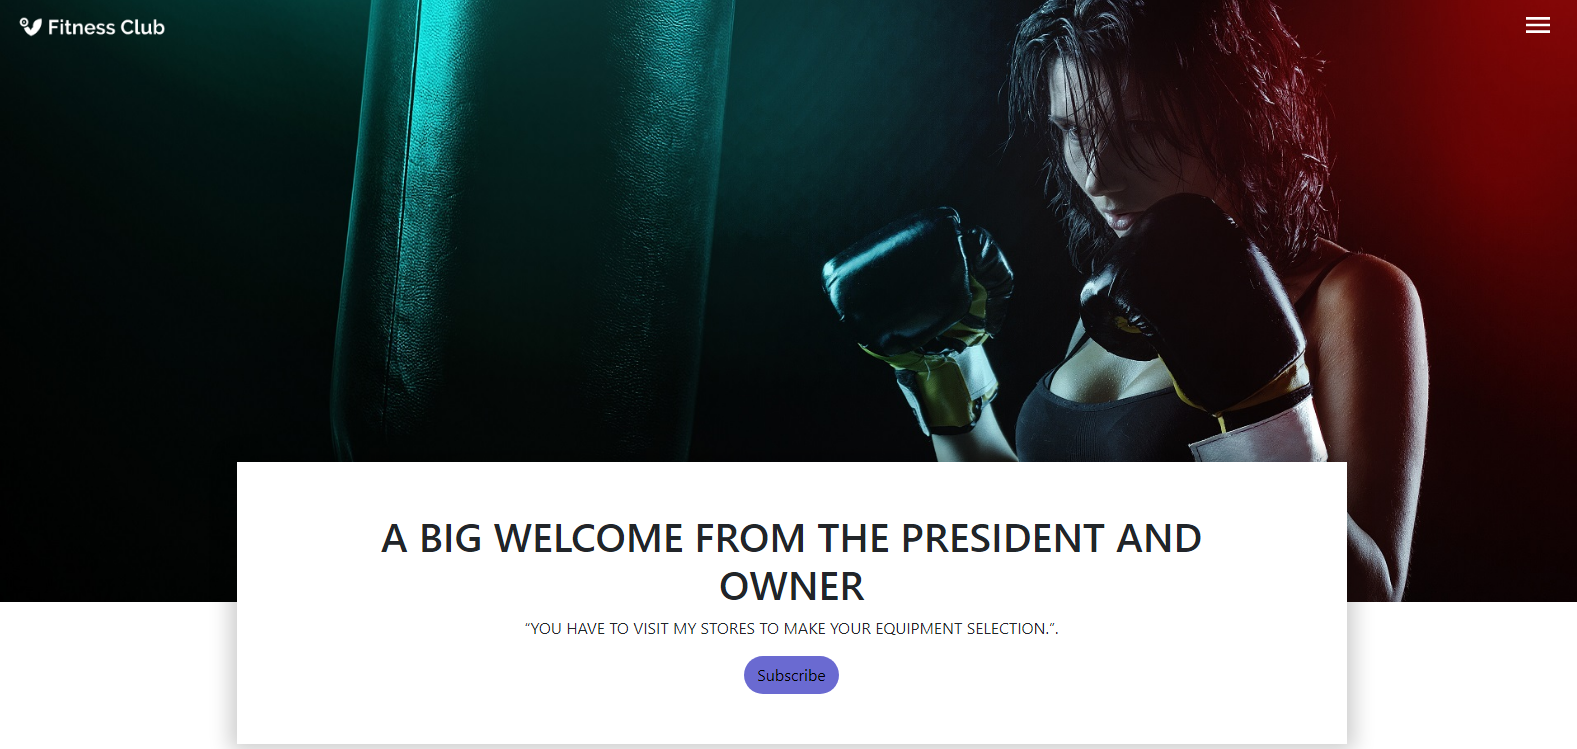 Fitness Club
A BIG WELCOME FROM THE PRESIDENT AND
OWNER
“YOU HAVE TO VISIT MY STORES TO MAKE YOUR EQUIPMENT SELECTION.”.
Subscribe